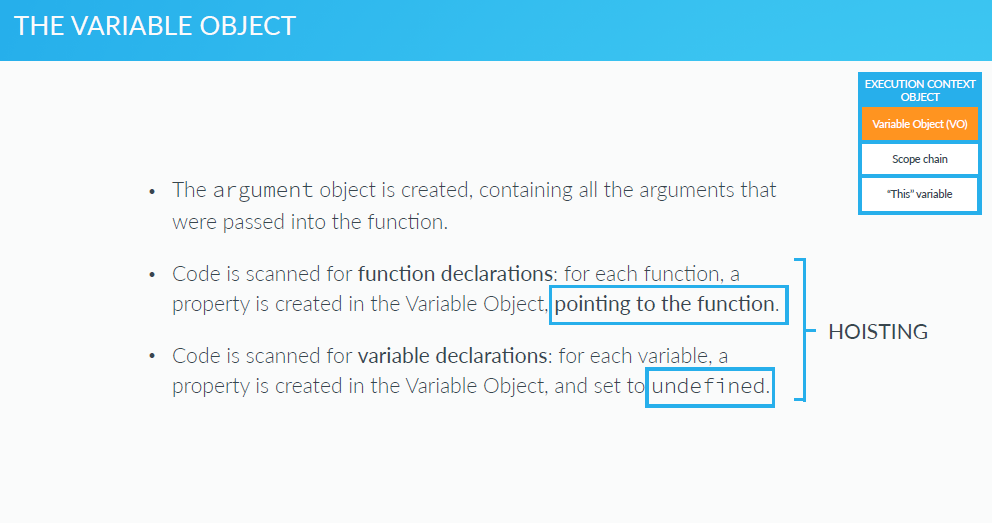 THE VARIABLE OBJECT
EXECUTION CONTEXT
OBJECT
Variable Object (VO)
Scope chain
"This" variable
• The argument object is created, containing all the arguments that
were passed into the function.
• Code is scanned for function declarations: for each function, a
property is created in the Variable Object, pointing to the function.
• Code is scanned for variable declarations: for each variable, a
property is created in the Variable Object, and set to undefined.
HOISTING